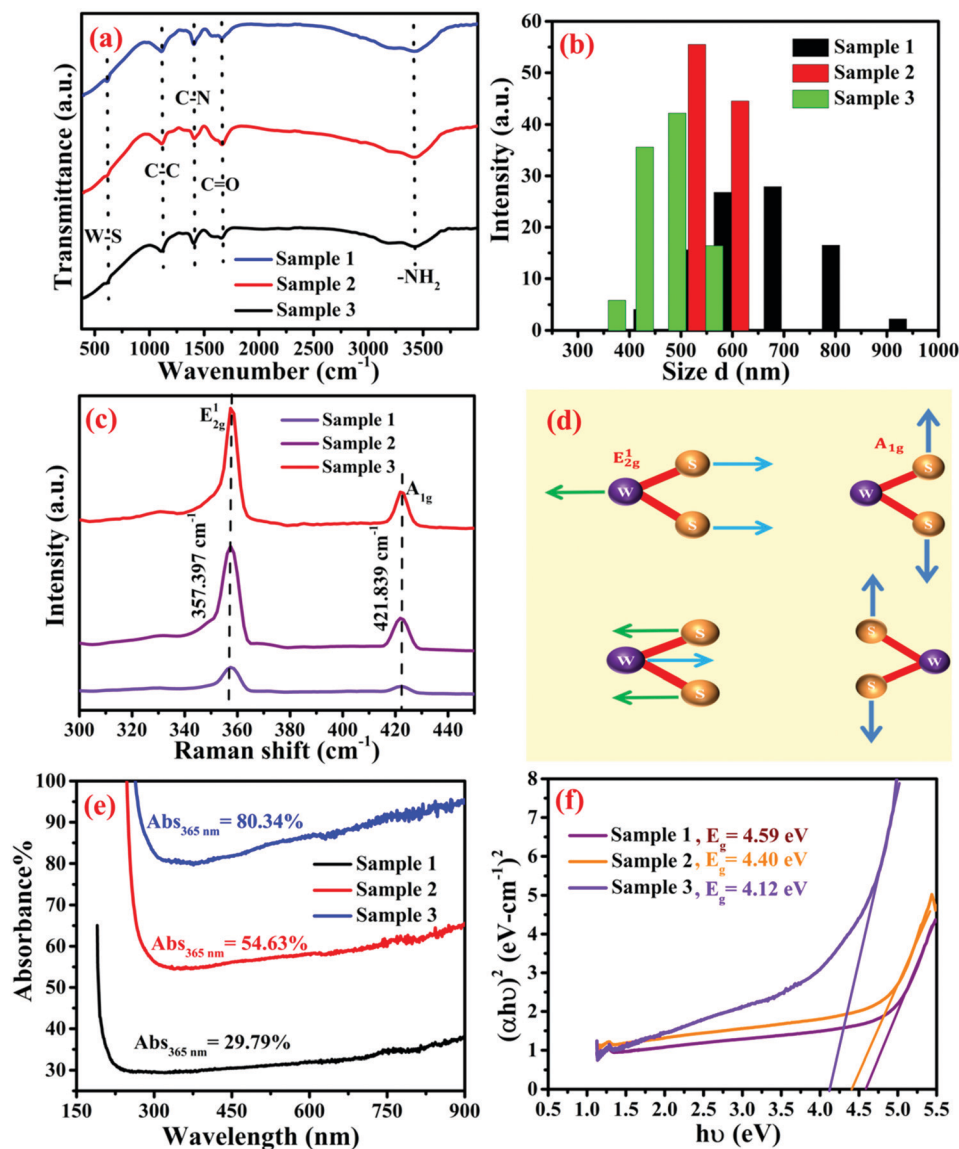 (a)
C-N
C-C
C=O
W-S
-NH2
Sample 1
Sample 2
Sample 3
Transmittance (a.u.)
500 1000 1500 2000 2500 3000 3500
Wavenumber (cm-1)
(b)
Sample 1
Sample 2
Sample 3
Intensity (a.u.)
60
50
40
30
20
10
0
300 400 500 600 700 800 900 1000
Size d (nm)
(c)
E12g
Sample 1
Sample 2
Sample 3
A1g
357.397 cm-1
421.839 cm-1
Intensity (a.u.)
300 320 340 360 380 400 420 440
Raman shift (cm-1)
(d)
E12g
A1g
S
S
W W
S
S
S
S
W W
S
S
(e)
Abs365 nm = 80.34%
Sample 1
Sample 2
Sample 3
Abs365 nm = 54.63%
Abs365 nm = 29.79%
Absorbance%
100
90
80
70
60
50
40
30
150 300 450 600 750 900
Wavelength (nm)
(f)
Sample 1 , Eg= 4.59 eV
Sample 2 , Eg= 4.40 eV
Sample 3 , Eg= 4.12 eV
(αhυ)2 (eV-cm-1)2
8
7
6
5
4
3
2
1
0
0.5 1.0 1.5 2.0 2.5 3.0 3.5 4.0 4.5 5.0 5.5
hυ (eV)